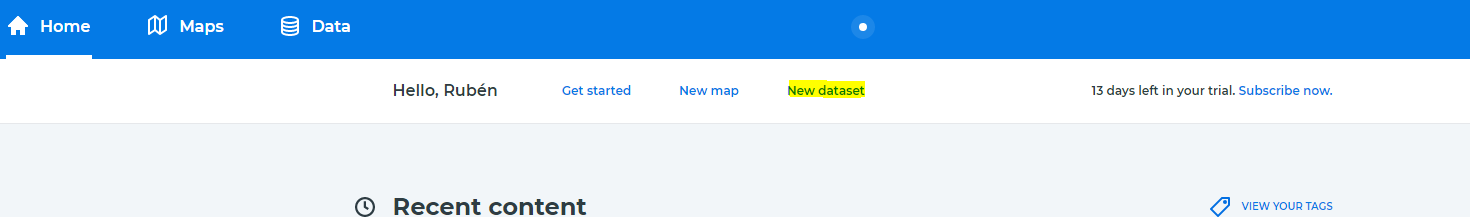 Home Maps Data
Hello, Rubén Get started New map New dataset 13 days left in your trial. Subscribe now.
Recent content VIEW YOUR TAGS